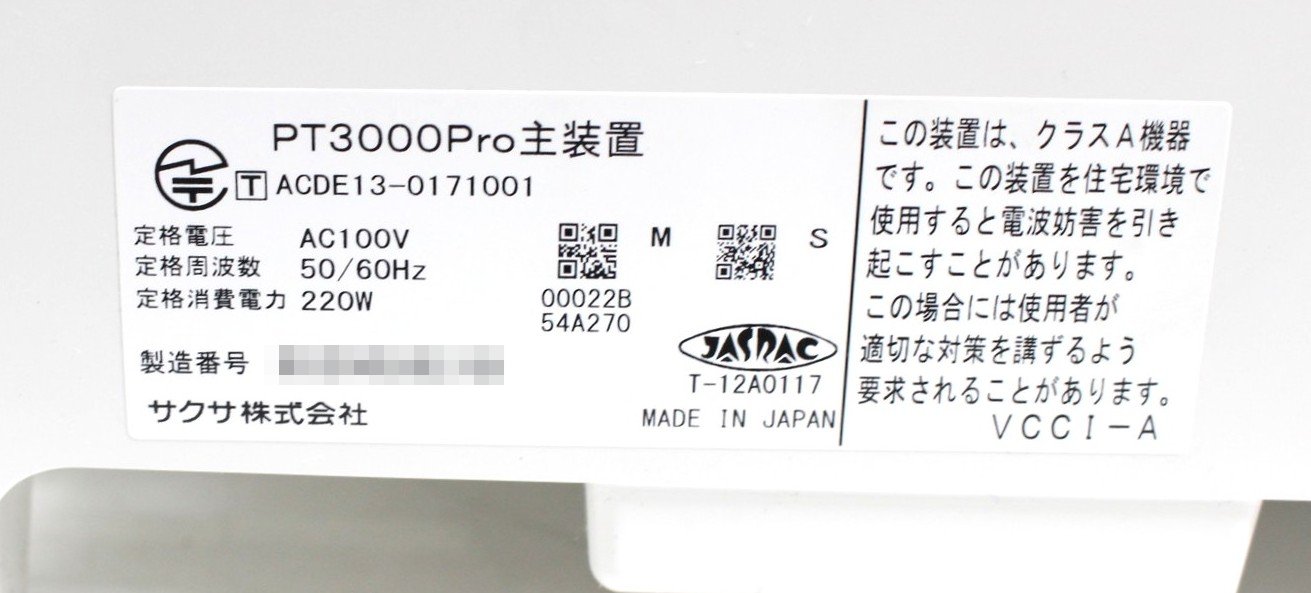 PT3000Pro主装置
T ACDE13-0171001
定格電圧 AC100V
定格周波数 50/60Hz
定格消費電力 220W
M
S
00022B
54A270
製造番号
サクサ株式会社
JASRAC
T-12A0117
MADE IN JAPAN
この装置は、クラスA機器
です。この装置を住宅環境で
使用すると電波妨害を引き
起こすことがあります。
この場合には使用者が
適切な対策を講ずるよう
要求されることがあります。
VCCI-A